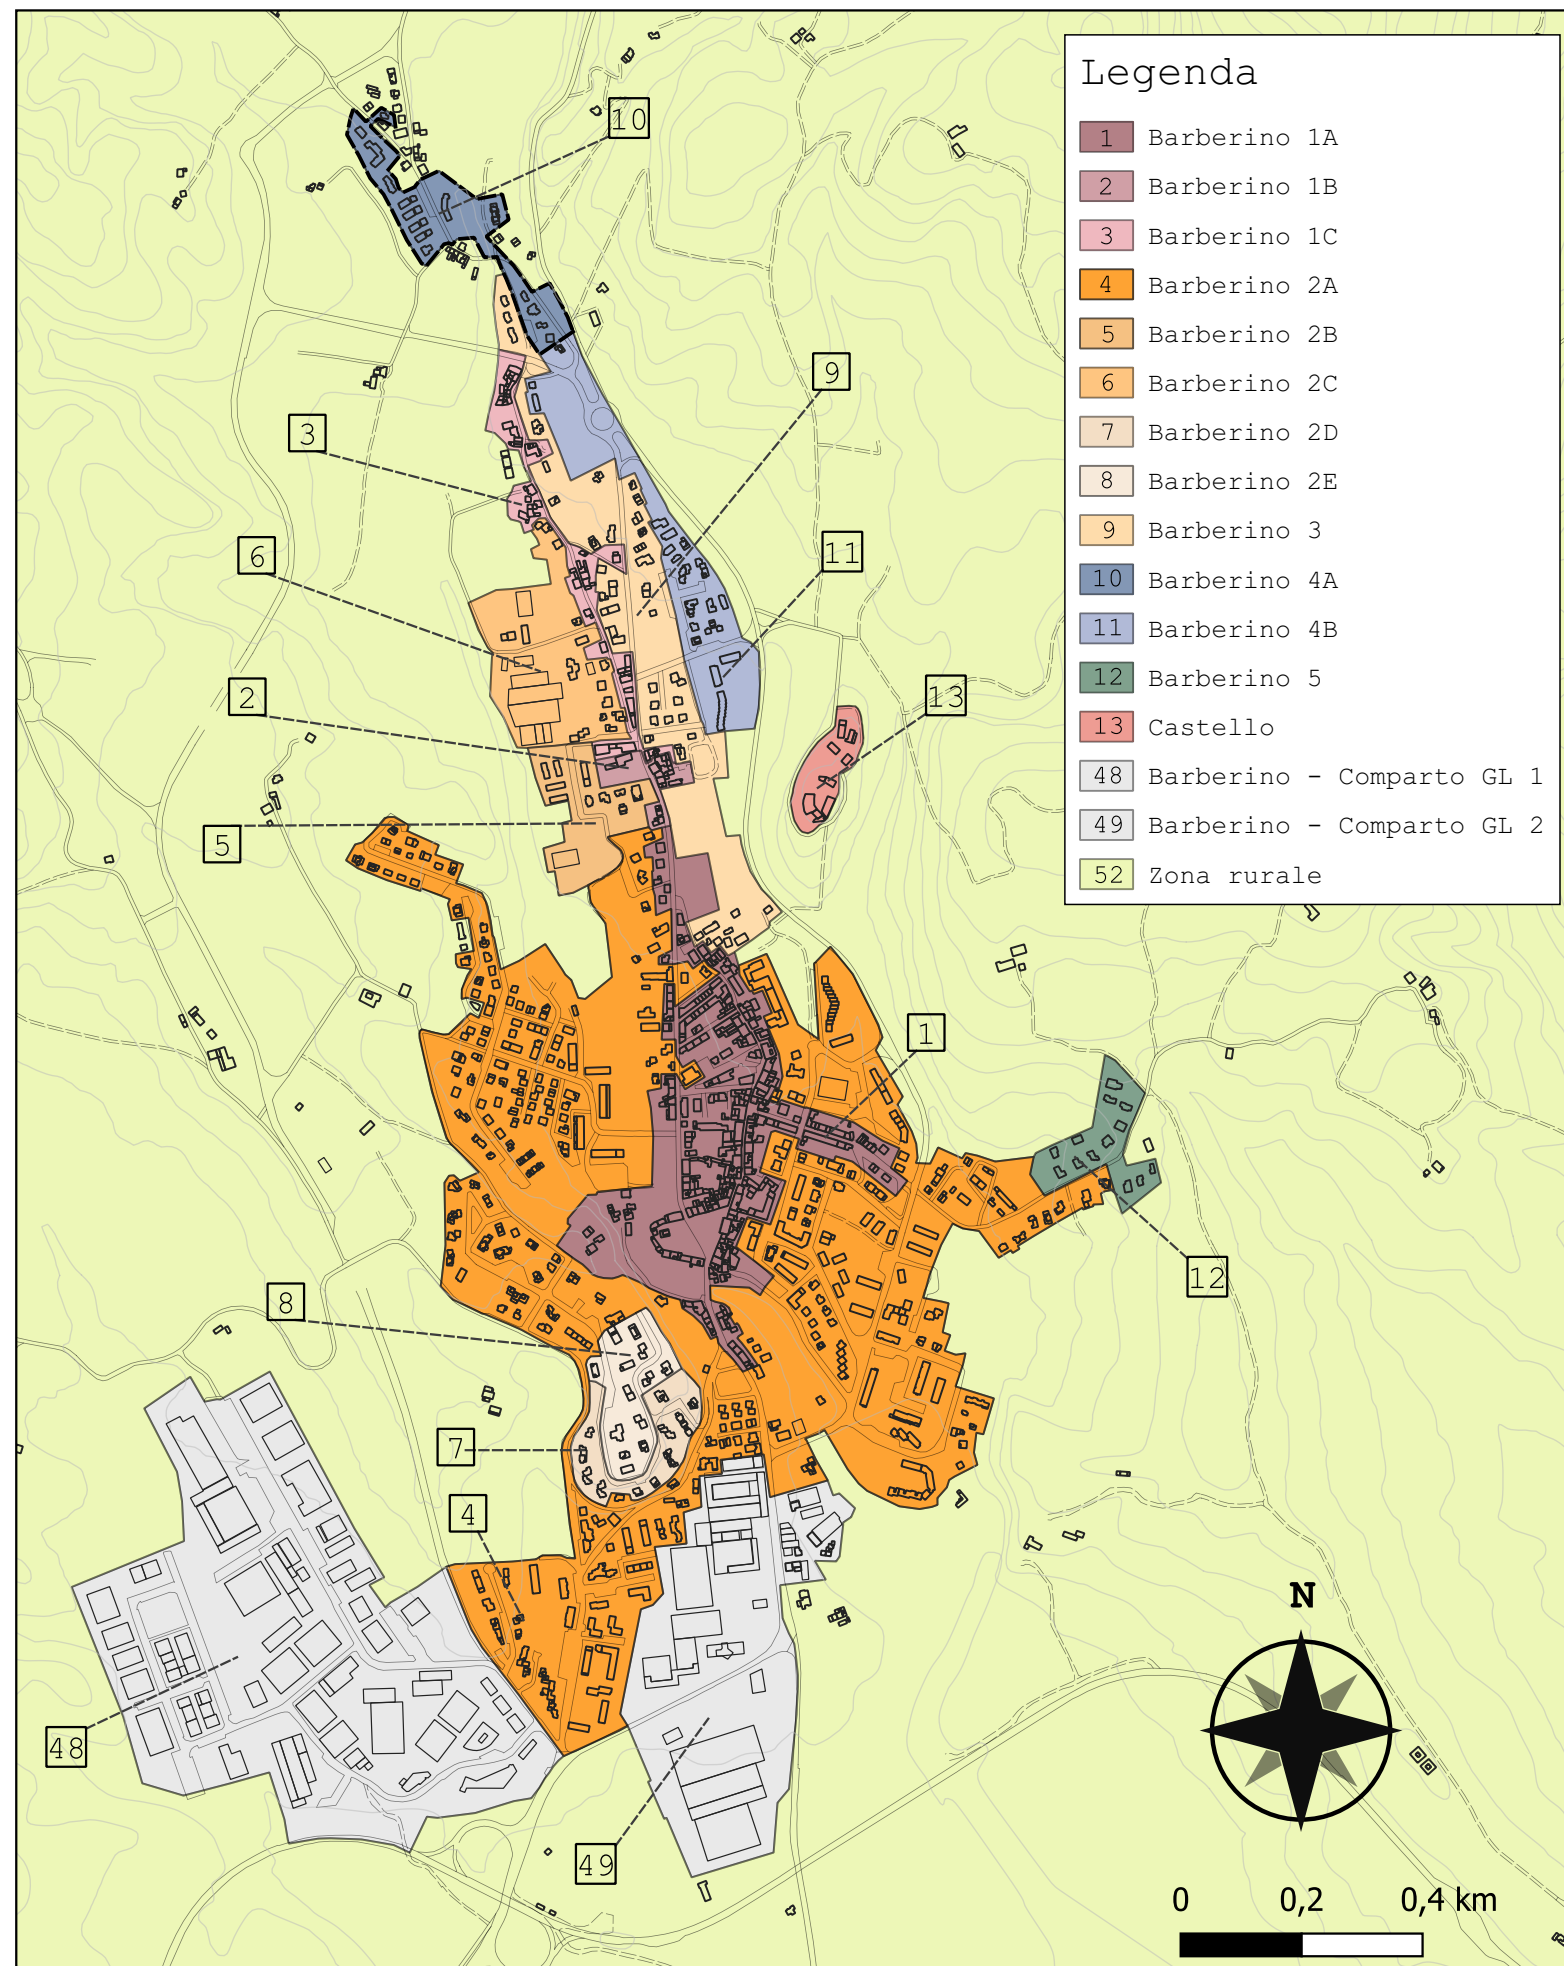 Legenda
1 Barberino 1A
2 Barberino 1B
3 Barberino 1C
4 Barberino 2A
5 Barberino 2B
6 Barberino 2C
7 Barberino 2D
8 Barberino 2E
9 Barberino 3
10 Barberino 4A
11 Barberino 4B
12 Barberino 5
13 Castello
48 Barberino - Comparto GL 1
49 Barberino - Comparto GL 2
52 Zona rurale
10
9
3
11
6
2
13
5
1
12
8
7
4
48
49
N
0 0,2 0,4 km